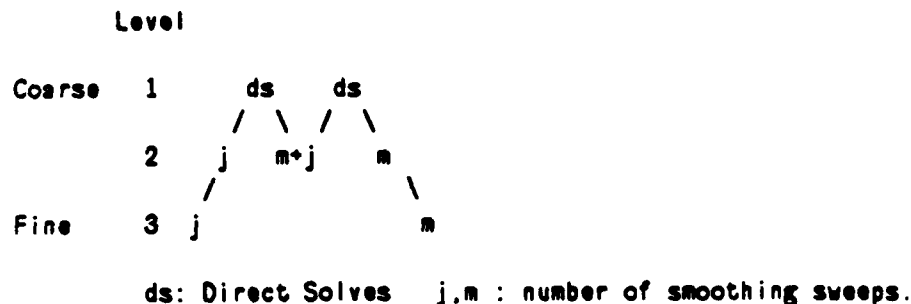 Level
Coarse 1 ds ds
/ \ / \
2 j m+j m
/ \
Fine 3 j m
ds: Direct Solves j,m : number of smoothing sweeps.